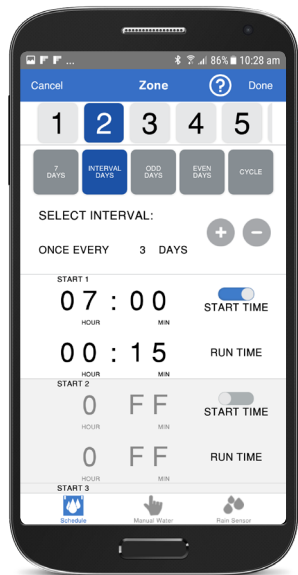 86% 10:28 am
Cancel Zone ? Done
1 2 3 4 5
7 DAYS
INTERVAL DAYS
ODD DAYS
EVEN DAYS
CYCLE
SELECT INTERVAL:
ONCE EVERY 3 DAYS
+ −
START 1
07 : 00 START TIME
HOUR MIN
00 : 15 RUN TIME
HOUR MIN
START 2
0 FF START TIME
0 FF RUN TIME
HOUR MIN
START 3
Schedule Manual Water Rain Sensor